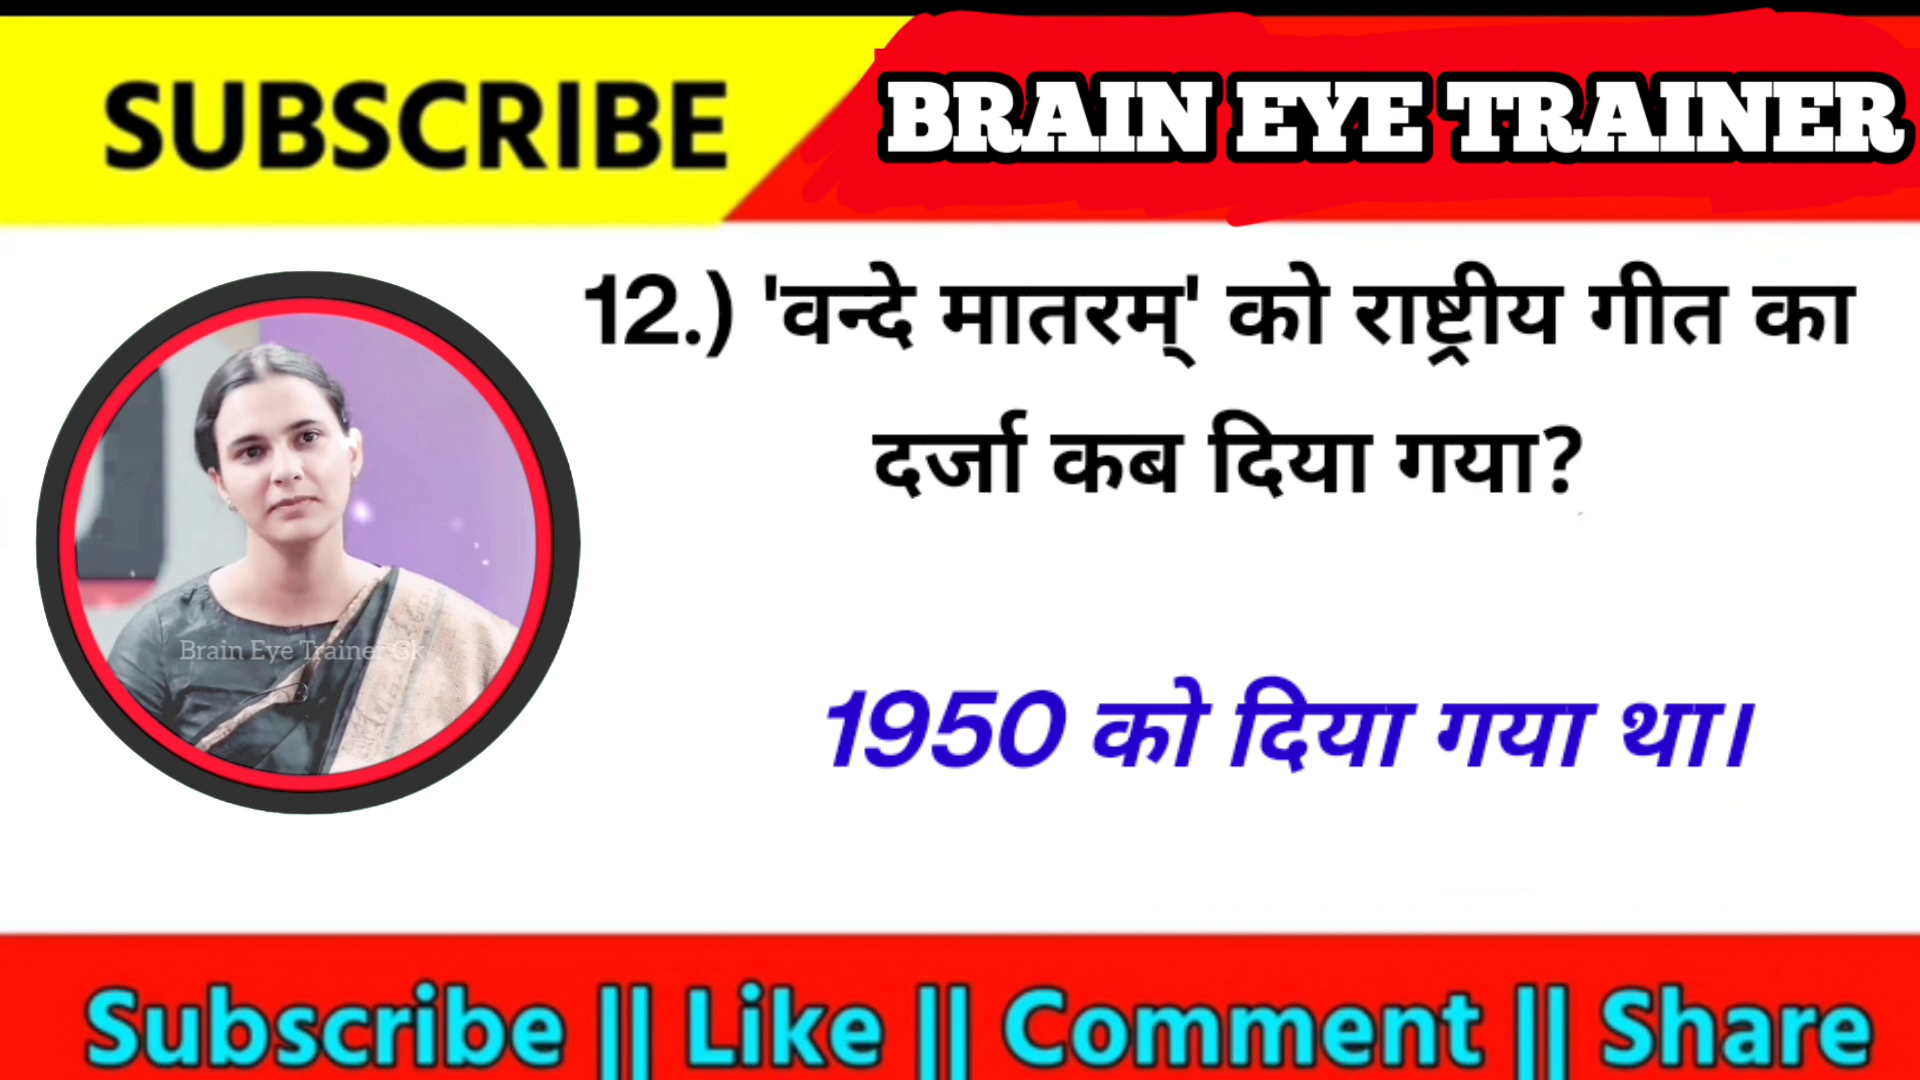 SUBSCRIBE
BRAIN EYE TRAINER
12.) 'वन्दे मातरम्' को राष्ट्रीय गीत का
दर्जा कब दिया गया?
Brain Eye Trainer Gk
1950 को दिया गया था।
Subscribe || Like || Comment || Share